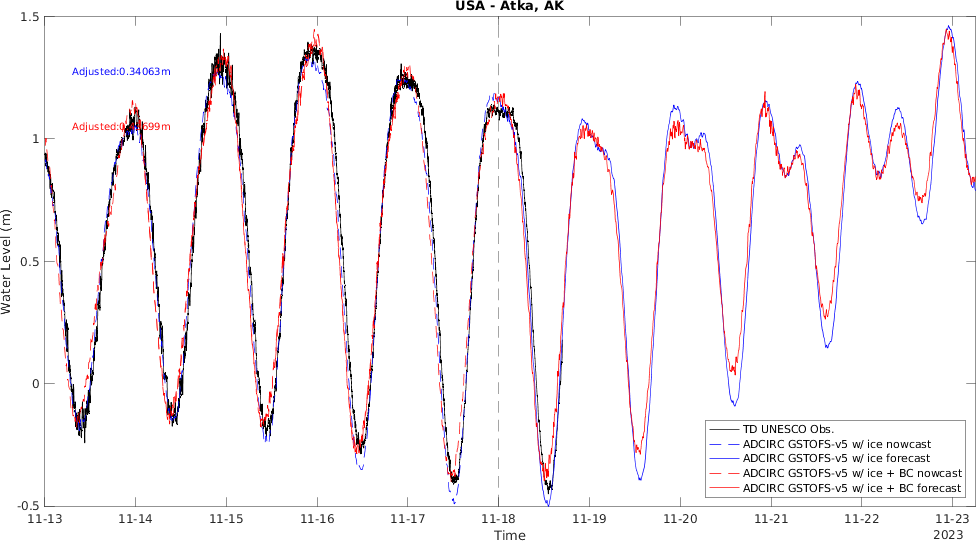 USA - Atka, AK
1.5
1
0.5
0
-0.5
Water Level (m)
Adjusted:0.34063m
TD UNESCO Obs.
ADCIRC GSTOFS-v5 w/ ice nowcast
ADCIRC GSTOFS-v5 w/ ice forecast
ADCIRC GSTOFS-v5 w/ ice + BC nowcast
ADCIRC GSTOFS-v5 w/ ice + BC forecast
11-13 11-14 11-15 11-16 11-17 11-18 11-19 11-20 11-21 11-22 11-23
Time
2023